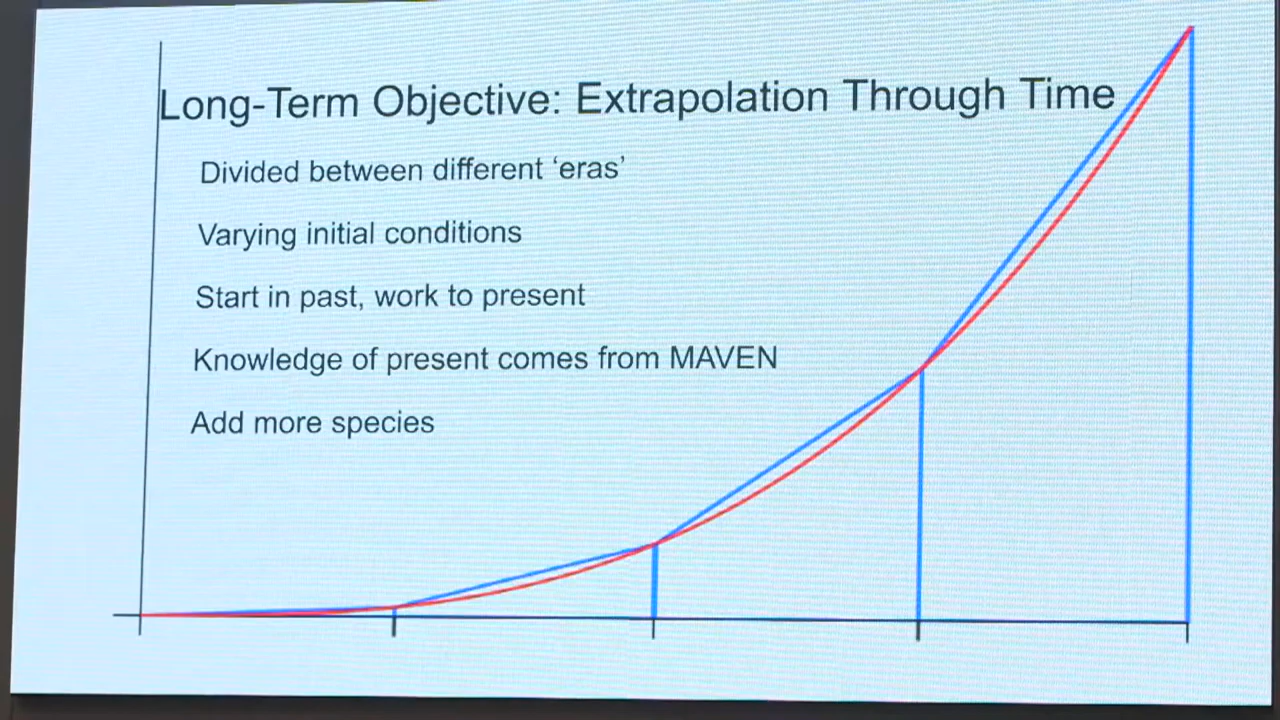 Long-Term Objective: Extrapolation Through Time
Divided between different ‘eras’
Varying initial conditions
Start in past, work to present
Knowledge of present comes from MAVEN
Add more species